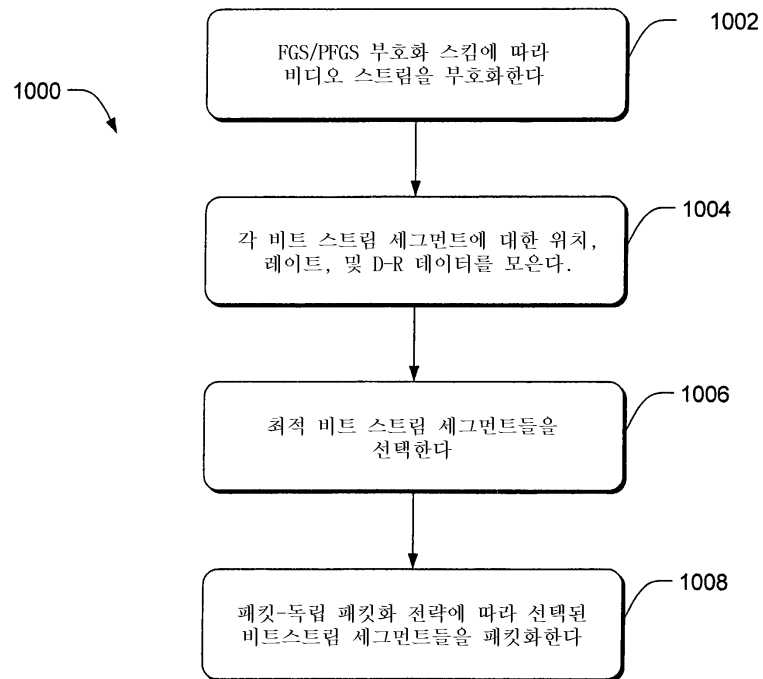 1000
FGS/PFGS 부호화 스킴에 따라
비디오 스트림을 부호화한다
1002
각 비트 스트림 세그먼트에 대한 위치,
레이트, 및 D-R 데이터를 모은다.
1004
최적 비트 스트림 세그먼트들을
선택한다
1006
패킷-독립 패킷화 전략에 따라 선택된
비트스트림 세그먼트들을 패킷화한다
1008